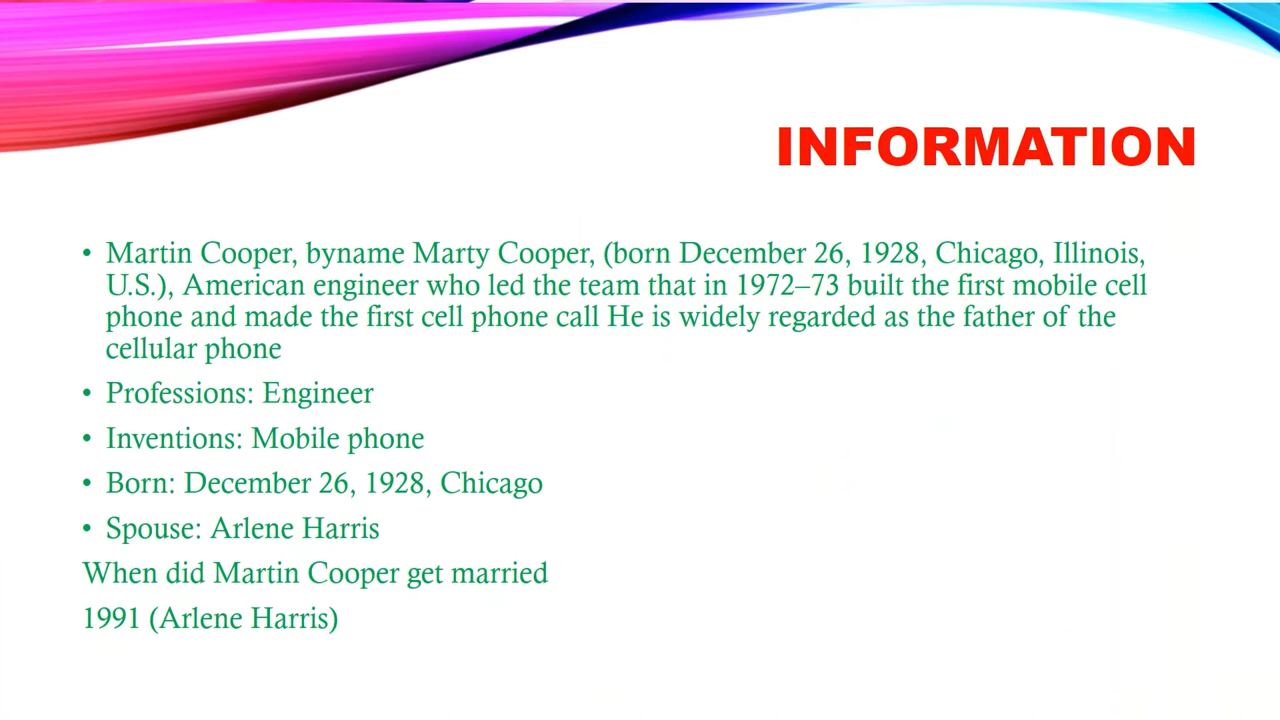 INFORMATION
• Martin Cooper, byname Marty Cooper, (born December 26, 1928, Chicago, Illinois,
U.S.), American engineer who led the team that in 1972–73 built the first mobile cell
phone and made the first cell phone call He is widely regarded as the father of the
cellular phone
• Professions: Engineer
• Inventions: Mobile phone
• Born: December 26, 1928, Chicago
• Spouse: Arlene Harris
When did Martin Cooper get married
1991 (Arlene Harris)